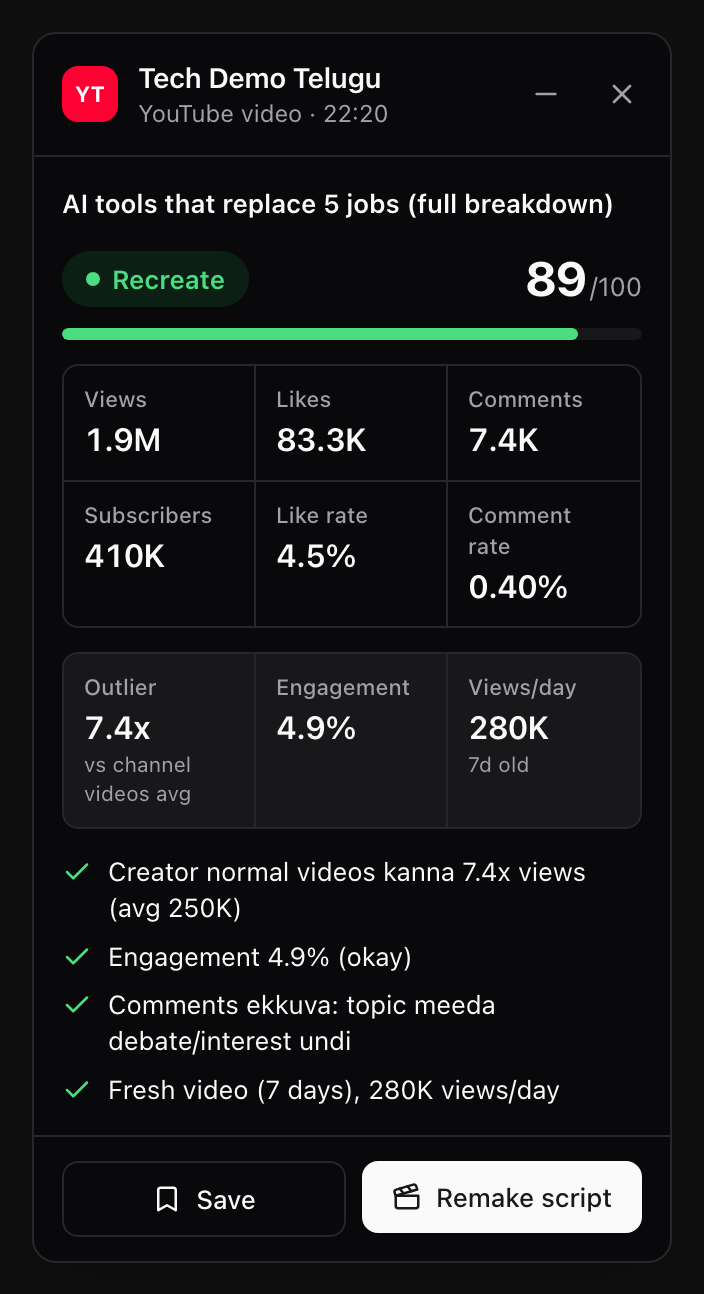 YT
Tech Demo Telugu
YouTube video · 22:20
AI tools that replace 5 jobs (full breakdown)
Recreate
89/100
Views
1.9M
Likes
83.3K
Comments
7.4K
Subscribers
410K
Like rate
4.5%
Comment
rate
0.40%
Outlier
7.4x
vs channel
videos avg
Engagement
4.9%
Views/day
280K
7d old
Creator normal videos kanna 7.4x views
(avg 250K)
Engagement 4.9% (okay)
Comments ekkuva: topic meeda
debate/interest undi
Fresh video (7 days), 280K views/day
Save
Remake script